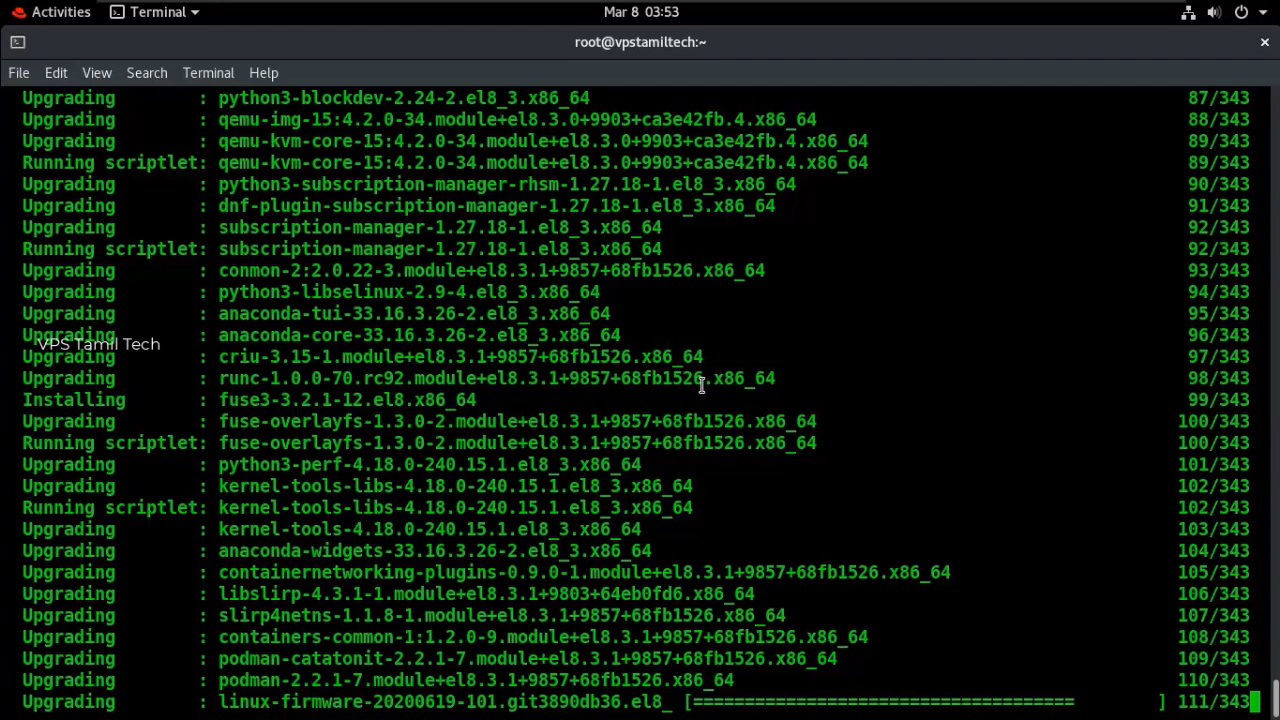 Activities Terminal Mar 8 03:53
root@vpstamiltech:~ ×
File Edit View Search Terminal Help
Upgrading : python3-blockdev-2.24-2.el8_3.x86_64 87/343
Upgrading : qemu-img-15:4.2.0-34.module+el8.3.0+9903+ca3e42fb.4.x86_64 88/343
Upgrading : qemu-kvm-core-15:4.2.0-34.module+el8.3.0+9903+ca3e42fb.4.x86_64 89/343
Running scriptlet: qemu-kvm-core-15:4.2.0-34.module+el8.3.0+9903+ca3e42fb.4.x86_64 89/343
Upgrading : python3-subscription-manager-rhsm-1.27.18-1.el8_3.x86_64 90/343
Upgrading : dnf-plugin-subscription-manager-1.27.18-1.el8_3.x86_64 91/343
Upgrading : subscription-manager-1.27.18-1.el8_3.x86_64 92/343
Running scriptlet: subscription-manager-1.27.18-1.el8_3.x86_64 92/343
Upgrading : conmon-2:2.0.22-3.module+el8.3.1+9857+68fb1526.x86_64 93/343
Upgrading : python3-libselinux-2.9-4.el8_3.x86_64 94/343
Upgrading : anaconda-tui-33.16.3.26-2.el8_3.x86_64 95/343
Upgrading : anaconda-core-33.16.3.26-2.el8_3.x86_64 96/343
VPS Tamil Tech
Upgrading : criu-3.15-1.module+el8.3.1+9857+68fb1526.x86_64 97/343
Upgrading : runc-1.0.0-70.rc92.module+el8.3.1+9857+68fb1526.x86_64 98/343
Installing : fuse3-3.2.1-12.el8.x86_64 99/343
Upgrading : fuse-overlayfs-1.3.0-2.module+el8.3.1+9857+68fb1526.x86_64 100/343
Running scriptlet: fuse-overlayfs-1.3.0-2.module+el8.3.1+9857+68fb1526.x86_64 100/343
Upgrading : python3-perf-4.18.0-240.15.1.el8_3.x86_64 101/343
Upgrading : kernel-tools-libs-4.18.0-240.15.1.el8_3.x86_64 102/343
Running scriptlet: kernel-tools-libs-4.18.0-240.15.1.el8_3.x86_64 102/343
Upgrading : kernel-tools-4.18.0-240.15.1.el8_3.x86_64 103/343
Upgrading : anaconda-widgets-33.16.3.26-2.el8_3.x86_64 104/343
Upgrading : containernetworking-plugins-0.9.0-1.module+el8.3.1+9857+68fb1526.x86_64 105/343
Upgrading : libslirp-4.3.1-1.module+el8.3.1+9803+64eb0fd6.x86_64 106/343
Upgrading : slirp4netns-1.1.8-1.module+el8.3.1+9857+68fb1526.x86_64 107/343
Upgrading : containers-common-1:1.2.0-9.module+el8.3.1+9857+68fb1526.x86_64 108/343
Upgrading : podman-catatonit-2.2.1-7.module+el8.3.1+9857+68fb1526.x86_64 109/343
Upgrading : podman-2.2.1-7.module+el8.3.1+9857+68fb1526.x86_64 110/343
Upgrading : linux-firmware-20200619-101.git3890db36.el8_ [===================================== ] 111/343